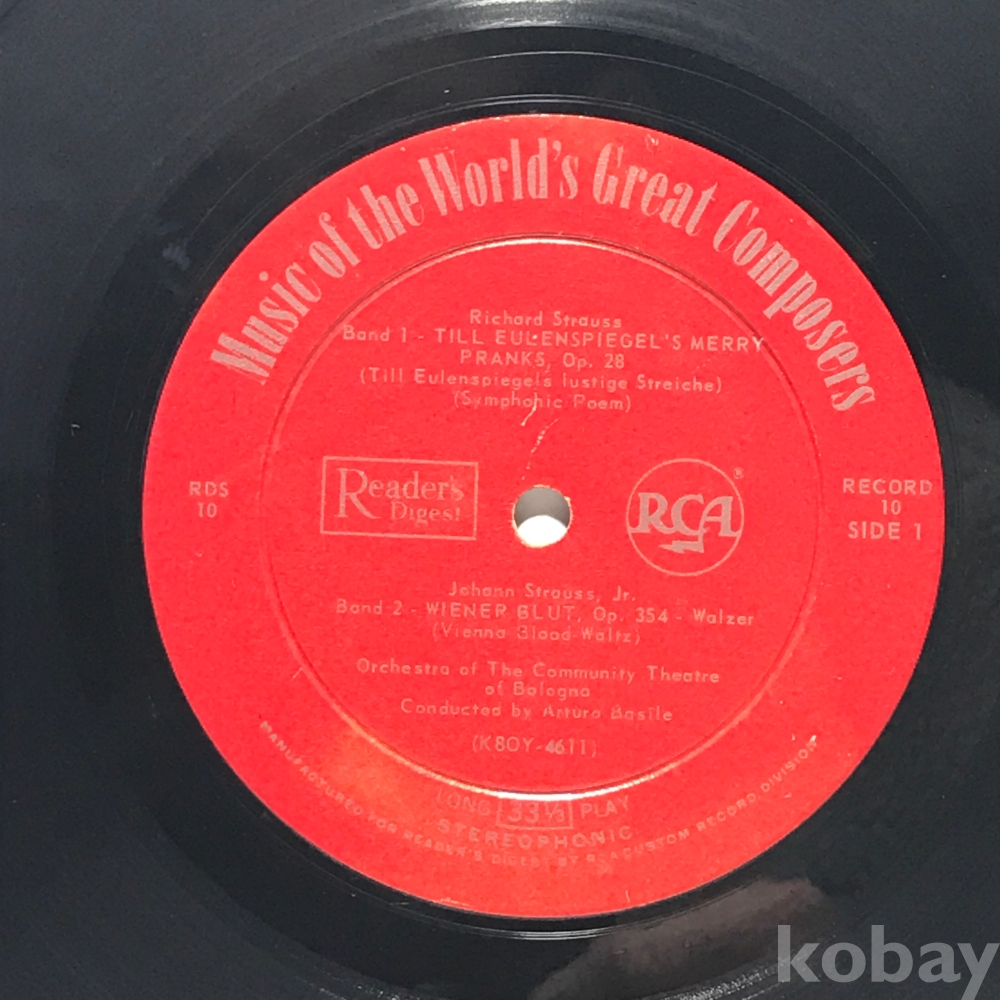 Music of the World's Great Composers
Richard Strauss
Band 1 - TILL EULENSPIEGEL'S MERRY
PRANKS, Op. 28
(Till Eulenspiegel's lustige Streiche)
(Symphonic Poem)
RDS
10
Reader's
Digest
RCA
®
RECORD
10
SIDE 1
Johann Strauss, Jr.
Band 2 - WIENER BLUT, Op. 354 - Walzer
(Vienna Blood Waltz)
Orchestra of The Community Theatre
of Bologna
Conducted by Arturo Basile
(K8OY-4611)
LONG 33⅓ PLAY
STEREOPHONIC
MANUFACTURED FOR READER'S DIGEST BY RCA CUSTOM RECORD DIVISION
kobay